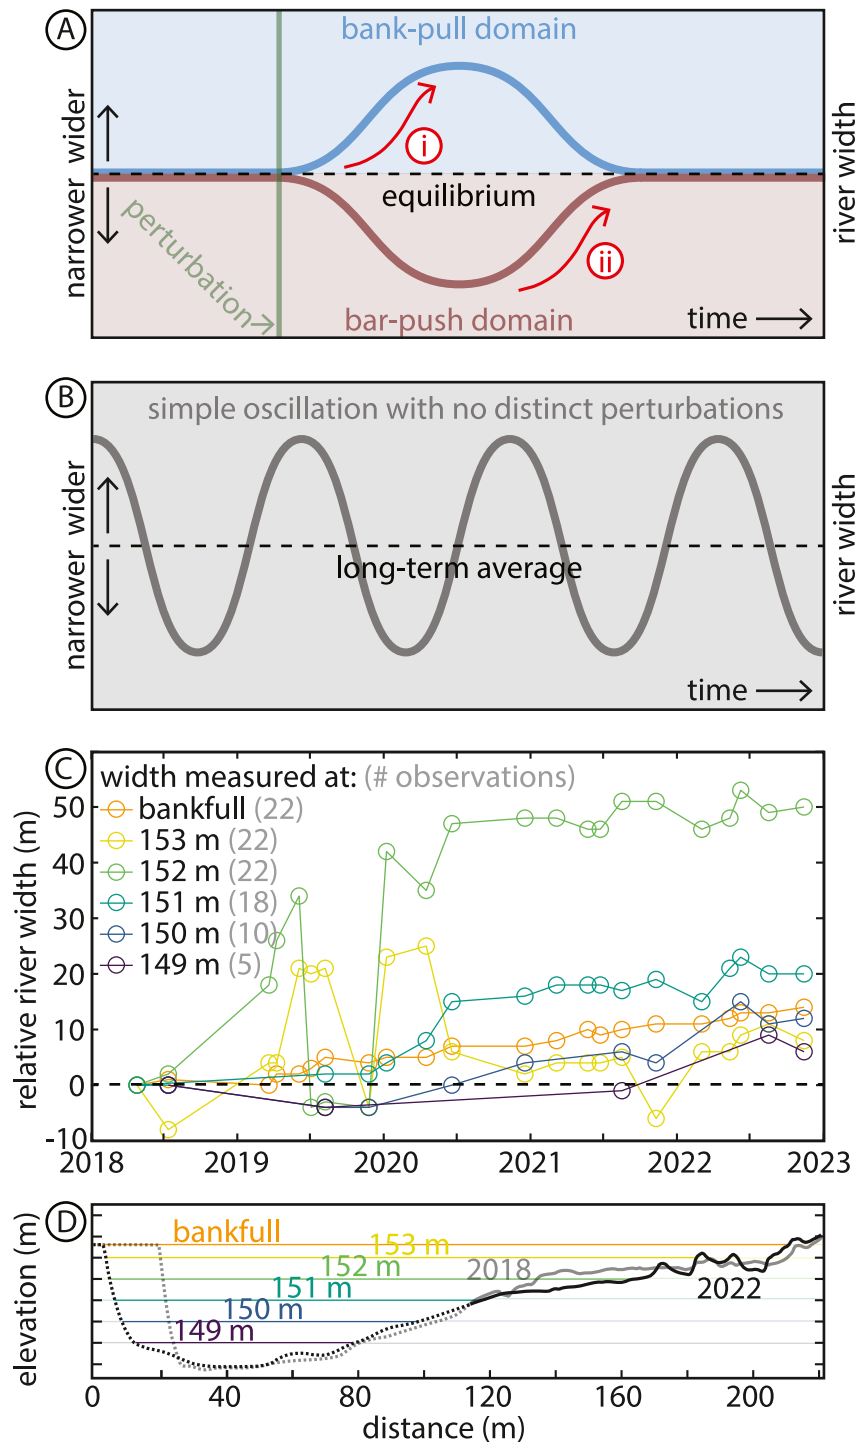 A
bank-pull domain
narrower wider
river width
i
equilibrium
perturbation
ii
bar-push domain
time
B
simple oscillation with no distinct perturbations
narrower wider
river width
long-term average
time
C
width measured at: (# observations)
bankfull (22)
153 m (22)
152 m (22)
151 m (18)
150 m (10)
149 m (5)
relative river width (m)
50
40
30
20
10
0
-10
2018 2019 2020 2021 2022 2023
D
bankfull
153 m
152 m
2018
151 m
2022
150 m
149 m
elevation (m)
0 40 80 120 160 200
distance (m)